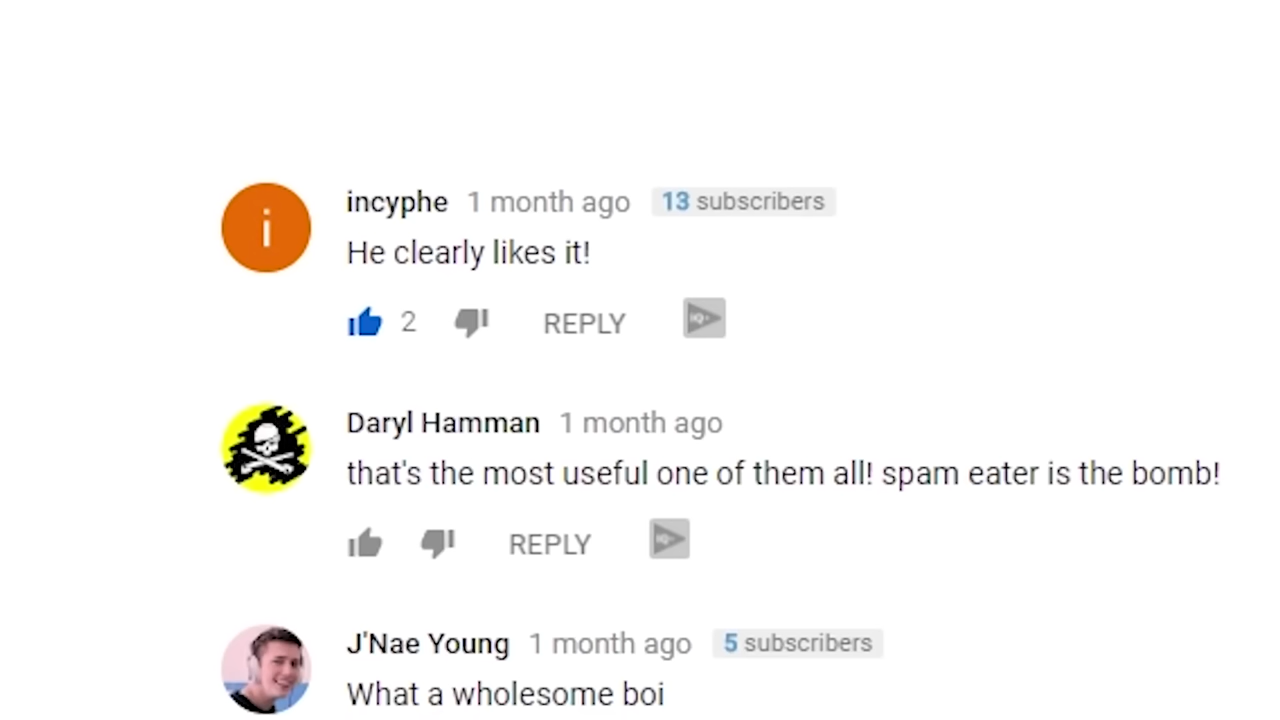 i
incyphe 1 month ago 13 subscribers
He clearly likes it!
2 REPLY IQ
Daryl Hamman 1 month ago
that's the most useful one of them all! spam eater is the bomb!
REPLY IQ
J'Nae Young 1 month ago 5 subscribers
What a wholesome boi